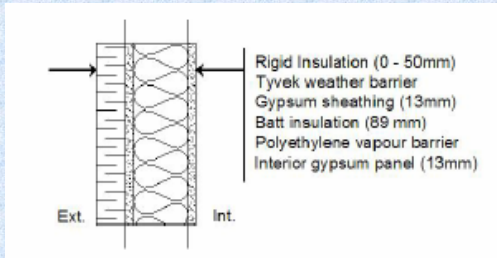 Rigid Insulation (0 - 50mm)
Tyvek weather barrier
Gypsum sheathing (13mm)
Batt insulation (89 mm)
Polyethylene vapour barrier
Interior gypsum panel (13mm)
Ext. Int.